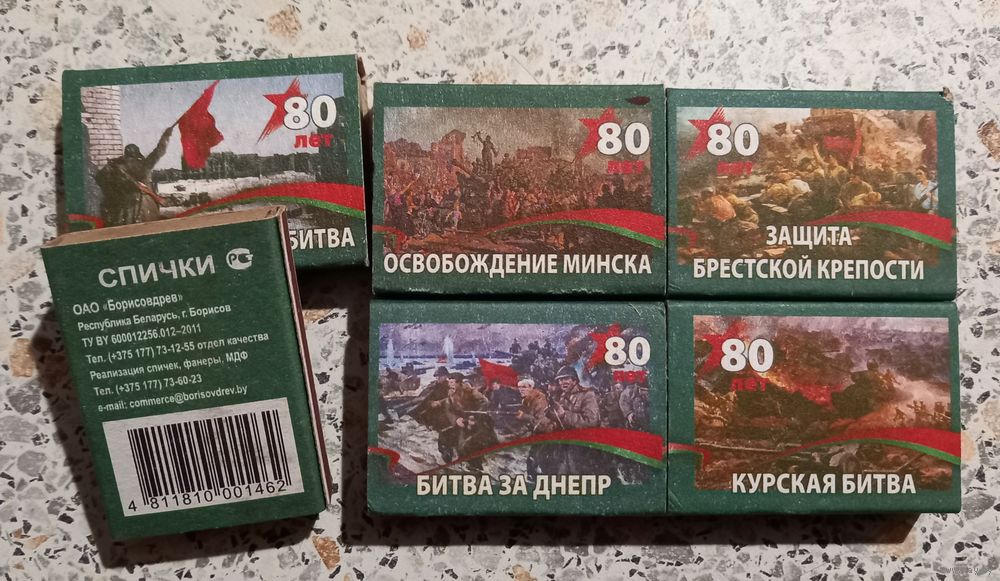 80
лет
БИТВА
80
лет
ОСВОБОЖДЕНИЕ МИНСКА
80
лет
ЗАЩИТА
БРЕСТСКОЙ КРЕПОСТИ
СПИЧКИ РСТ
ОАО «Борисовдрев»
Республика Беларусь, г. Борисов
ТУ BY 600012256.012–2011
Тел. (+375 177) 73-12-55 отдел качества
Реализация спичек, фанеры, МДФ
Тел. (+375 177) 73-60-23
e-mail: commerce@borisovdrev.by
4 811810 001462
80
лет
БИТВА ЗА ДНЕПР
80
лет
КУРСКАЯ БИТВА